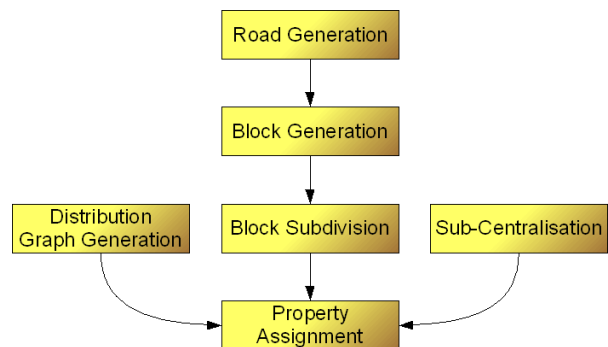 Road Generation
Block Generation
Distribution
Graph Generation
Block Subdivision
Sub-Centralisation
Property
Assignment